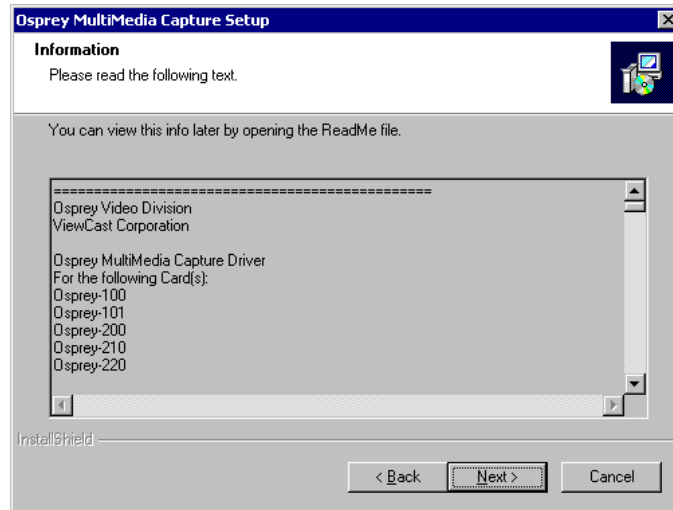 Osprey MultiMedia Capture Setup
Information
Please read the following text.
You can view this info later by opening the ReadMe file.
===============================================
Osprey Video Division
ViewCast Corporation
Osprey MultiMedia Capture Driver
For the following Card(s):
Osprey-100
Osprey-101
Osprey-200
Osprey-210
Osprey-220
InstallShield
< Back
Next >
Cancel